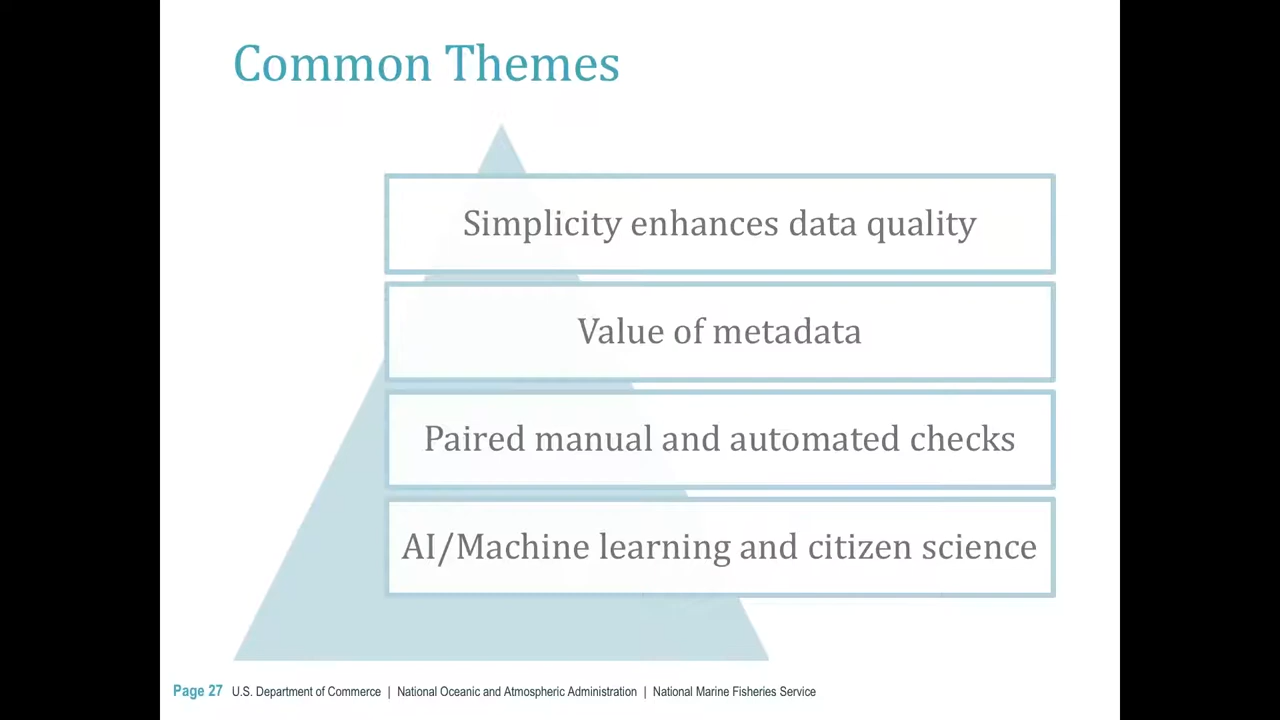 Common Themes
Simplicity enhances data quality
Value of metadata
Paired manual and automated checks
AI/Machine learning and citizen science
Page 27 U.S. Department of Commerce | National Oceanic and Atmospheric Administration | National Marine Fisheries Service